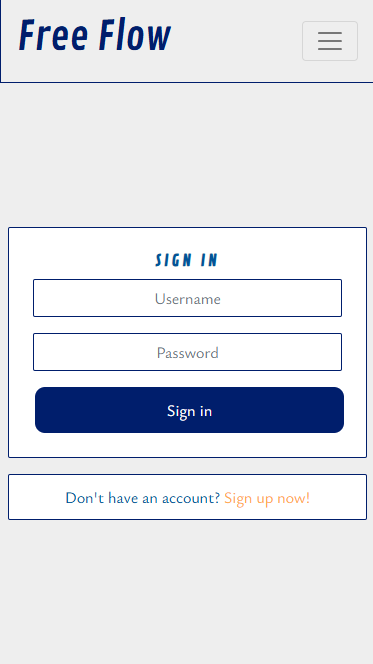 Free Flow
SIGN IN
Username
Password
Sign in
Don't have an account? Sign up now!